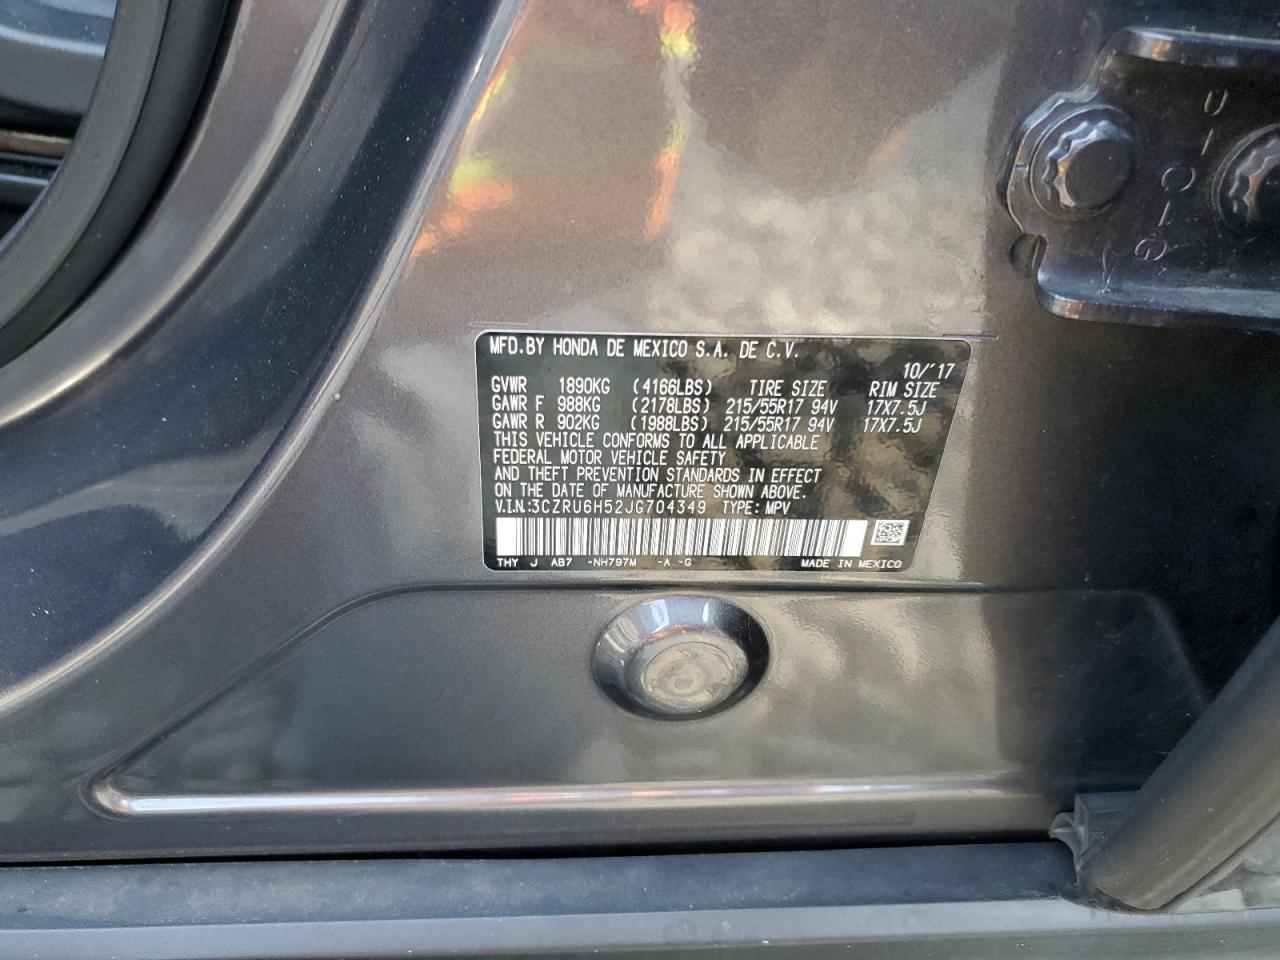 MFD.BY HONDA DE MEXICO S.A. DE C.V.
10/'17
GVWR 1890KG (4166LBS) TIRE SIZE RIM SIZE
GAWR F 988KG (2178LBS) 215/55R17 94V 17X7.5J
GAWR R 902KG (1988LBS) 215/55R17 94V 17X7.5J
THIS VEHICLE CONFORMS TO ALL APPLICABLE
FEDERAL MOTOR VEHICLE SAFETY
AND THEFT PREVENTION STANDARDS IN EFFECT
ON THE DATE OF MANUFACTURE SHOWN ABOVE.
V.I.N.:3CZRU6H52JG704349 TYPE: MPV
THY J AB7 -NH797M -A -G MADE IN MEXICO